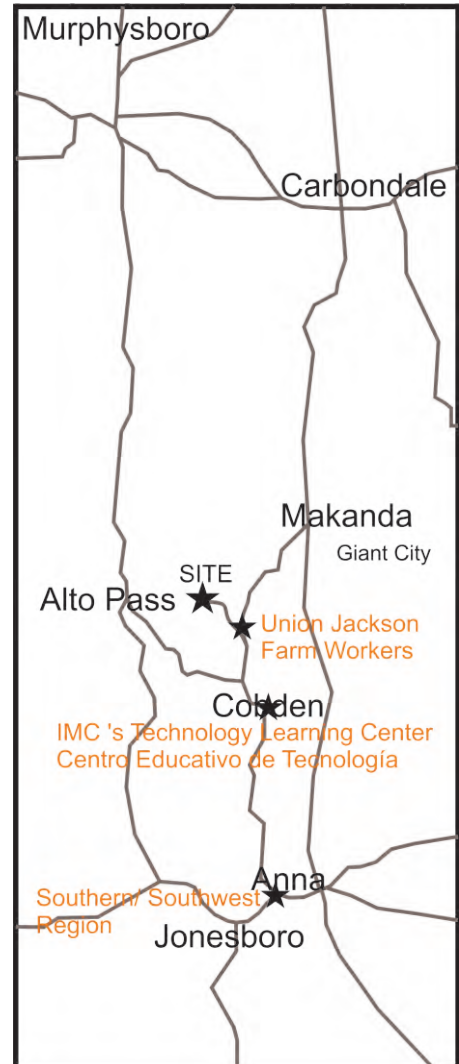 Murphysboro
Carbondale
Makanda
Giant City
SITE
Alto Pass
Union Jackson
Farm Workers
Cobden
IMC 's Technology Learning Center
Centro Educativo de Tecnología
Anna
Southern/ Southwest
Region
Jonesboro